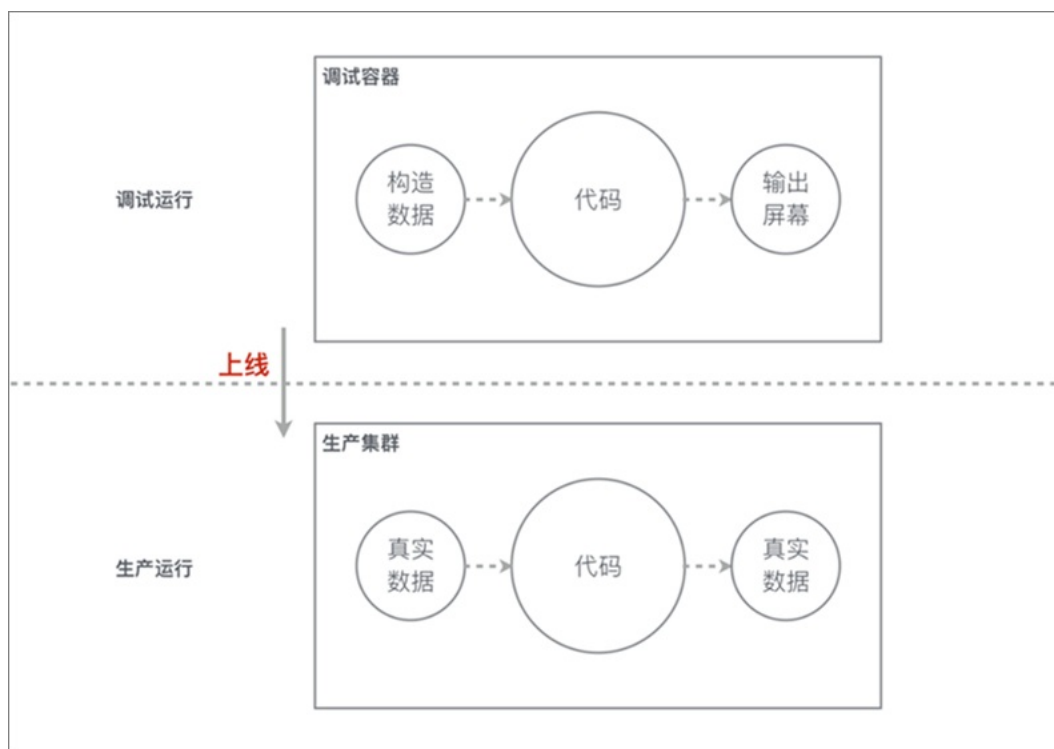 调试容器
调试运行
构造
数据
代码
输出
屏幕
上线
生产集群
生产运行
真实
数据
代码
真实
数据